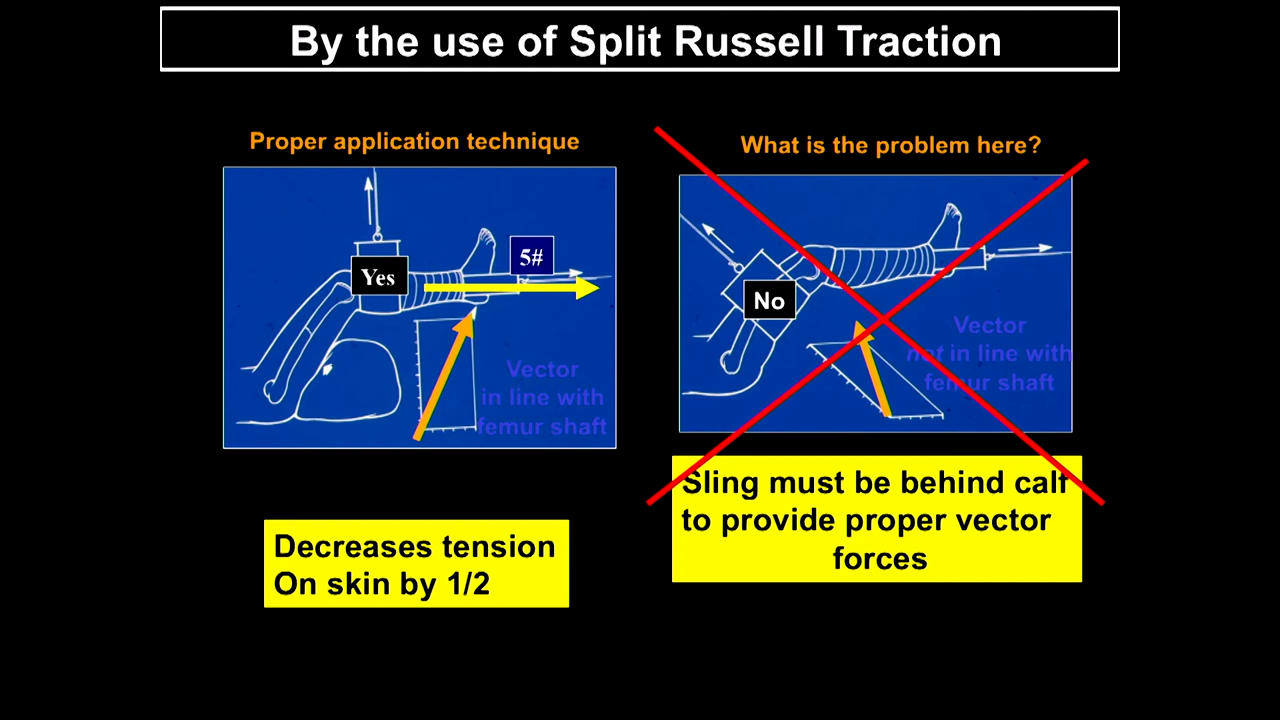 By the use of Split Russell Traction
Proper application technique
Yes
5#
Vector
in line with
femur shaft
Decreases tension
On skin by 1/2
What is the problem here?
No
Vector
not in line with
femur shaft
Sling must be behind calf
to provide proper vector
forces